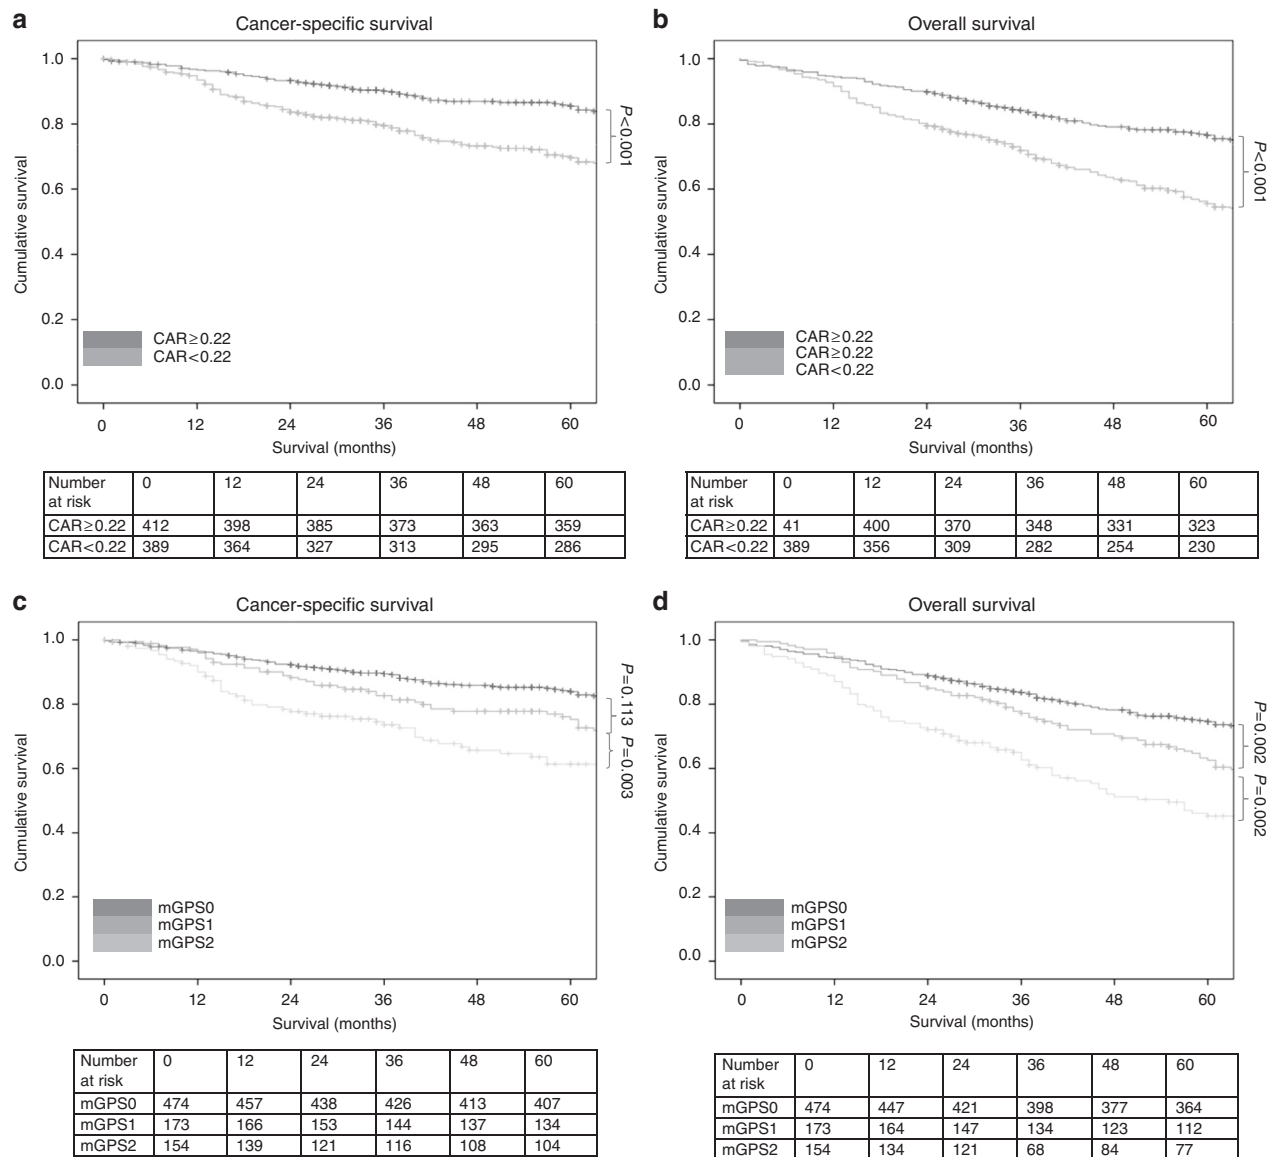 a
Cancer-specific survival
1.0
0.8
0.6
0.4
0.2
0.0
Cumulative survival
P<0.001
CAR≥0.22
CAR<0.22
0 12 24 36 48 60
Survival (months)
Number at risk 0 12 24 36 48 60
CAR≥0.22 412 398 385 373 363 359
CAR<0.22 389 364 327 313 295 286
b
Overall survival
1.0
0.8
0.6
0.4
0.2
0.0
Cumulative survival
P<0.001
CAR≥0.22
CAR≥0.22
CAR<0.22
0 12 24 36 48 60
Survival (months)
Number at risk 0 12 24 36 48 60
CAR≥0.22 41 400 370 348 331 323
CAR<0.22 389 356 309 282 254 230
c
Cancer-specific survival
1.0
0.8
0.6
0.4
0.2
0.0
Cumulative survival
P=0.113
P=0.003
mGPS0
mGPS1
mGPS2
0 12 24 36 48 60
Survival (months)
Number at risk 0 12 24 36 48 60
mGPS0 474 457 438 426 413 407
mGPS1 173 166 153 144 137 134
mGPS2 154 139 121 116 108 104
d
Overall survival
1.0
0.8
0.6
0.4
0.2
0.0
Cumulative survival
P=0.002
P=0.002
mGPS0
mGPS1
mGPS2
0 12 24 36 48 60
Survival (months)
Number at risk 0 12 24 36 48 60
mGPS0 474 447 421 398 377 364
mGPS1 173 164 147 134 123 112
mGPS2 154 134 121 68 84 77